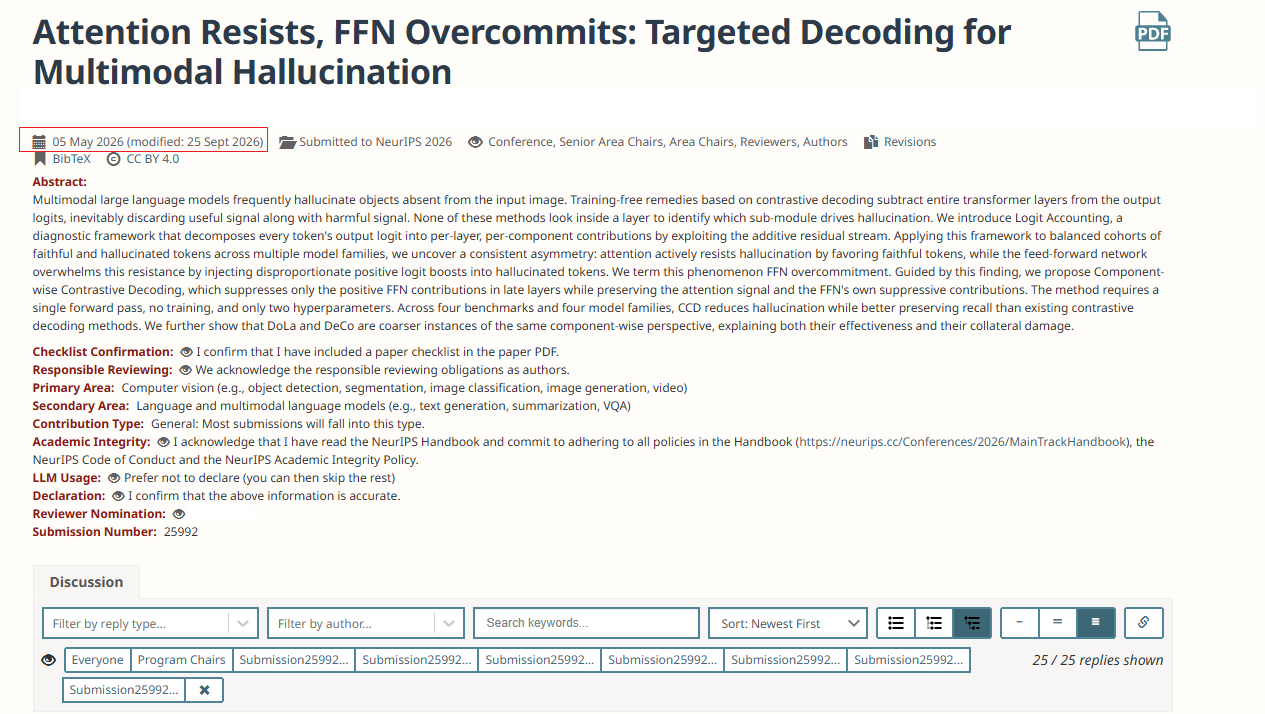 Attention Resists, FFN Overcommits: Targeted Decoding for
Multimodal Hallucination
PDF
05 May 2026 (modified: 25 Sept 2026) Submitted to NeurIPS 2026 Conference, Senior Area Chairs, Area Chairs, Reviewers, Authors Revisions
BibTeX CC BY 4.0
Abstract:
Multimodal large language models frequently hallucinate objects absent from the input image. Training-free remedies based on contrastive decoding subtract entire transformer layers from the output
logits, inevitably discarding useful signal along with harmful signal. None of these methods look inside a layer to identify which sub-module drives hallucination. We introduce Logit Accounting, a
diagnostic framework that decomposes every token's output logit into per-layer, per-component contributions by exploiting the additive residual stream. Applying this framework to balanced cohorts of
faithful and hallucinated tokens across multiple model families, we uncover a consistent asymmetry: attention actively resists hallucination by favoring faithful tokens, while the feed-forward network
overwhelms this resistance by injecting disproportionate positive logit boosts into hallucinated tokens. We term this phenomenon FFN overcommitment. Guided by this finding, we propose Component-
wise Contrastive Decoding, which suppresses only the positive FFN contributions in late layers while preserving the attention signal and the FFN's own suppressive contributions. The method requires a
single forward pass, no training, and only two hyperparameters. Across four benchmarks and four model families, CCD reduces hallucination while better preserving recall than existing contrastive
decoding methods. We further show that DoLa and DeCo are coarser instances of the same component-wise perspective, explaining both their effectiveness and their collateral damage.
Checklist Confirmation: I confirm that I have included a paper checklist in the paper PDF.
Responsible Reviewing: We acknowledge the responsible reviewing obligations as authors.
Primary Area: Computer vision (e.g., object detection, segmentation, image classification, image generation, video)
Secondary Area: Language and multimodal language models (e.g., text generation, summarization, VQA)
Contribution Type: General: Most submissions will fall into this type.
Academic Integrity: I acknowledge that I have read the NeurIPS Handbook and commit to adhering to all policies in the Handbook (https://neurips.cc/Conferences/2026/MainTrackHandbook), the
NeurIPS Code of Conduct and the NeurIPS Academic Integrity Policy.
LLM Usage: Prefer not to declare (you can then skip the rest)
Declaration: I confirm that the above information is accurate.
Reviewer Nomination:
Submission Number: 25992
Discussion
Filter by reply type... Filter by author... Search keywords... Sort: Newest First
Everyone Program Chairs Submission25992... Submission25992... Submission25992... Submission25992... Submission25992... Submission25992... 25 / 25 replies shown
Submission25992...